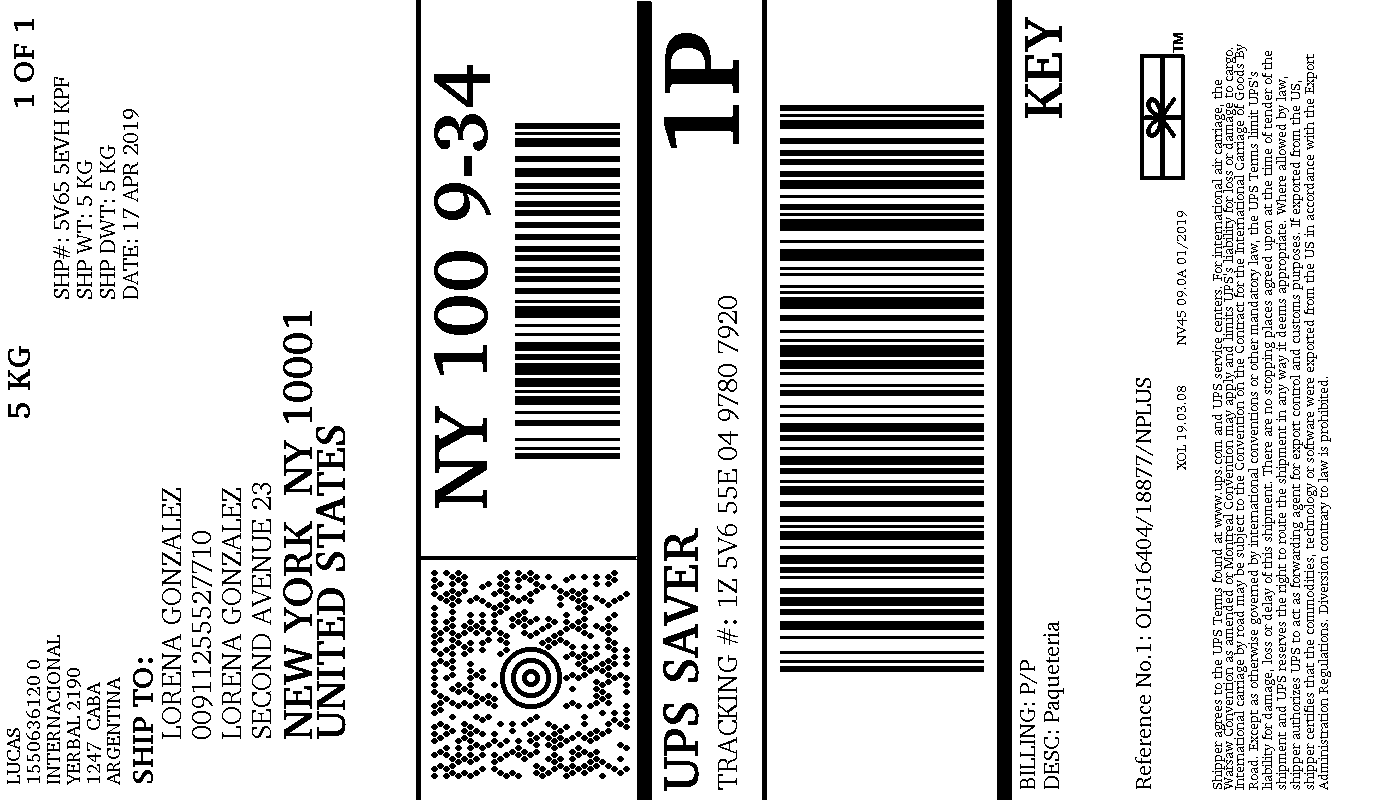 LUCAS
1550636120 0
INTERNACIONAL
YERBAL 2190
1247 CABA
ARGENTINA
5 KG
1 OF 1
SHP#: 5V65 5EVH KPF
SHP WT: 5 KG
SHP DWT: 5 KG
DATE: 17 APR 2019
SHIP TO:
LORENA GONZALEZ
0091125552­7710
LORENA GONZALEZ
SECOND AVENUE 23
NEW YORK NY 10001
UNITED STATES
NY 100 9-34
UPS SAVER
1P
TRACKING #: 1Z 5V6 55E 04 9780 7920
BILLING: P/P
DESC: Paqueteria
KEY
Reference No.1: OLG16404/18877/NPLUS
XOL 19.03.08 NV45 09.0A 01/2019
TM
Shipper agrees to the UPS Terms found at www.ups.com and UPS service centers. For international air carriage, the
Warsaw Convention as amended or Montreal Convention may apply and limits UPS's liability for loss or damage to cargo.
International carriage by road may be subject to the Convention on the Contract for the International Carriage of Goods By
Road. Except as otherwise governed by international conventions or other mandatory law, the UPS Terms limit UPS's
liability for damage, loss or delay of this shipment. There are no stopping places agreed upon at the time of tender of the
shipment and UPS reserves the right to route the shipment in any way it deems appropriate. Where allowed by law,
shipper authorizes UPS to act as forwarding agent for export control and customs purposes. If exported from the US,
shipper certifies that the commodities, technology or software were exported from the US in accordance with the Export
Administration Regulations. Diversion contrary to law is prohibited.